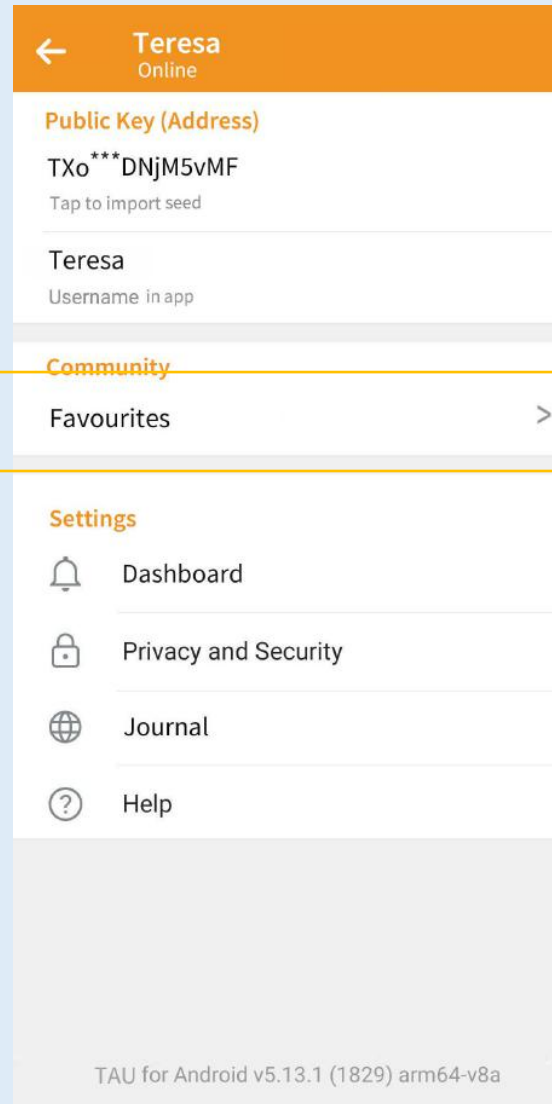 Teresa
Online
Public Key (Address)
TXo***DNjM5vMF
Tap to import seed
Teresa
Username in app
Community
Favourites >
Settings
Dashboard
Privacy and Security
Journal
Help
TAU for Android v5.13.1 (1829) arm64-v8a